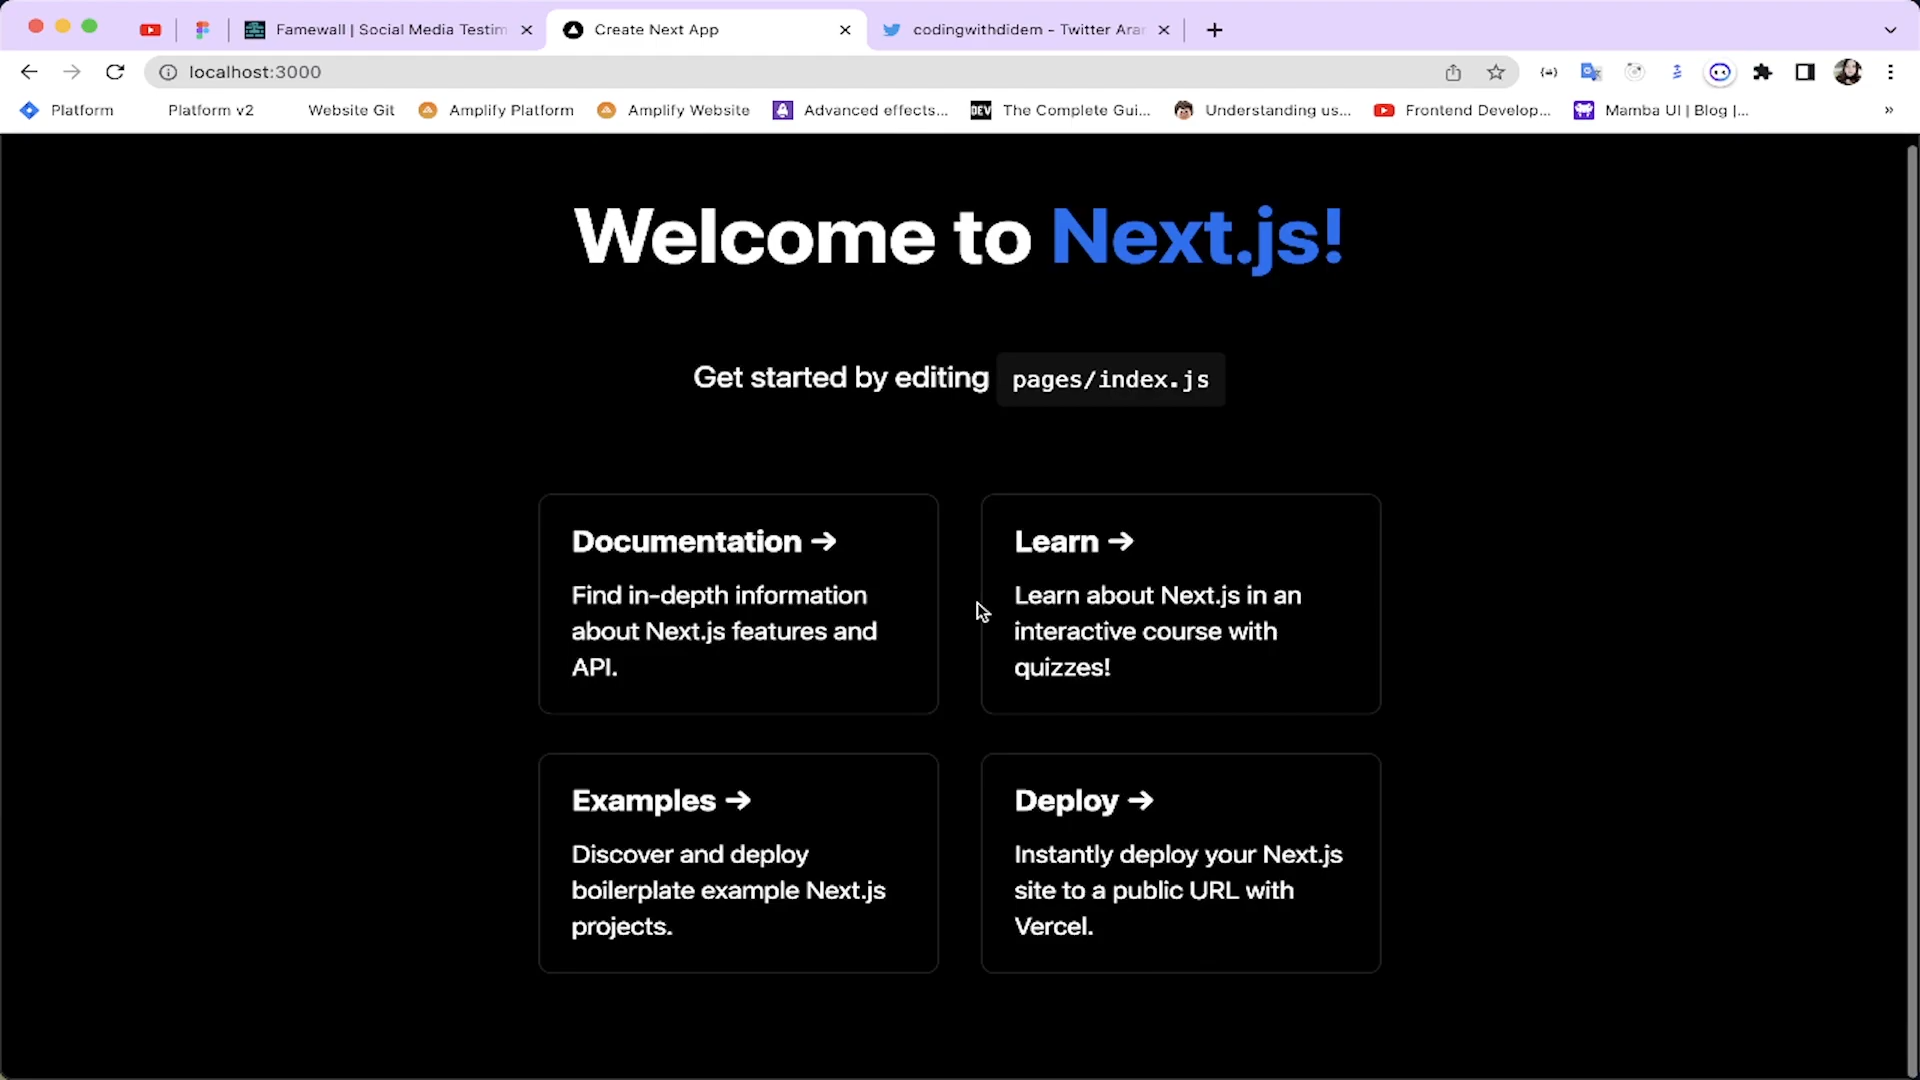 Famewall | Social Media Testim
Create Next App
codingwithdidem - Twitter Arar
localhost:3000
Platform
Platform v2
Website Git
Amplify Platform
Amplify Website
Advanced effects...
DEV
The Complete Gui...
Understanding us...
Frontend Develop...
Mamba UI | Blog |...
»
Welcome to Next.js!
Get started by editing pages/index.js
Documentation →
Find in-depth information
about Next.js features and
API.
Learn →
Learn about Next.js in an
interactive course with
quizzes!
Examples →
Discover and deploy
boilerplate example Next.js
projects.
Deploy →
Instantly deploy your Next.js
site to a public URL with
Vercel.